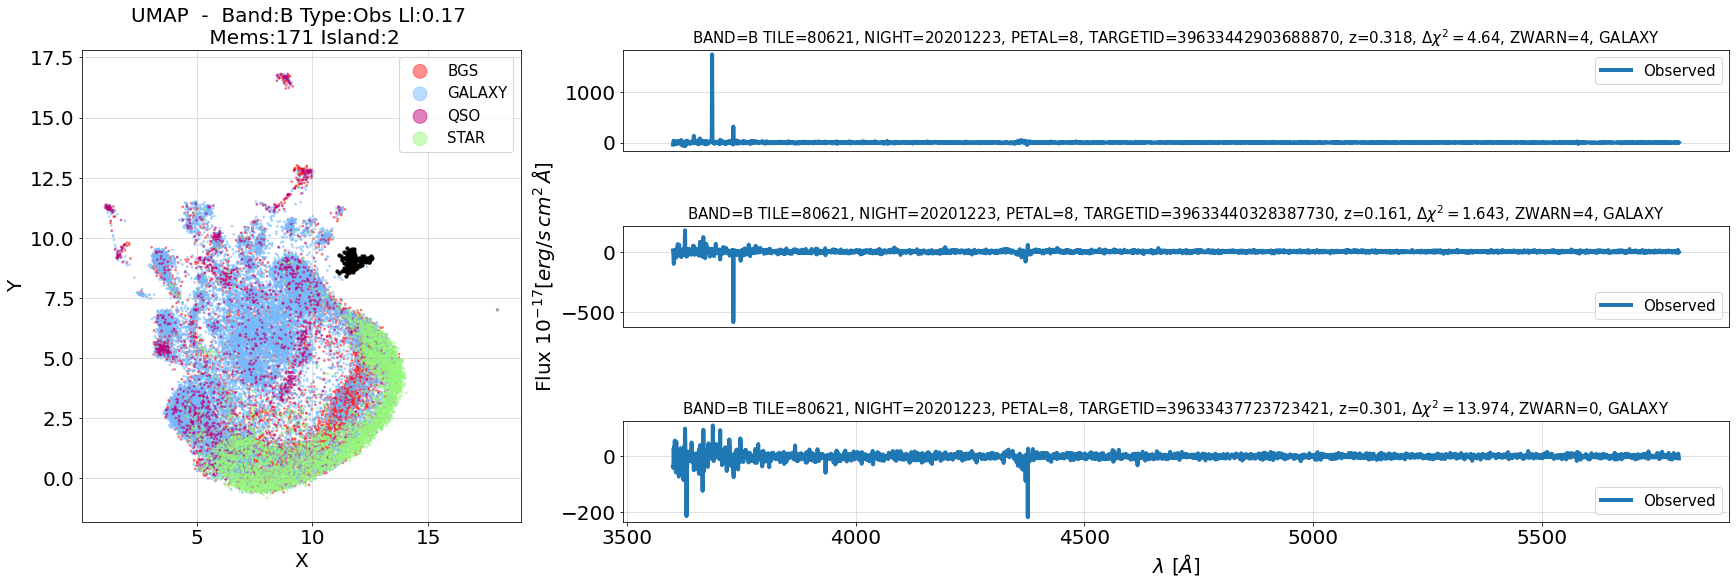 UMAP - Band:B Type:Obs Ll:0.17
Mems:171 Island:2
17.5
15.0
12.5
10.0
7.5
5.0
2.5
0.0
Y
5
10
15
X
BGS
GALAXY
QSO
STAR
Flux 10⁻¹⁷[erg/s cm² Å]
BAND=B TILE=80621, NIGHT=20201223, PETAL=8, TARGETID=39633442903688870, z=0.318, Δχ² = 4.64, ZWARN=4, GALAXY
1000
0
Observed
BAND=B TILE=80621, NIGHT=20201223, PETAL=8, TARGETID=39633440328387730, z=0.161, Δχ² = 1.643, ZWARN=4, GALAXY
0
−500
Observed
BAND=B TILE=80621, NIGHT=20201223, PETAL=8, TARGETID=39633437723723421, z=0.301, Δχ² = 13.974, ZWARN=0, GALAXY
0
−200
Observed
3500
4000
4500
5000
5500
λ [Å]